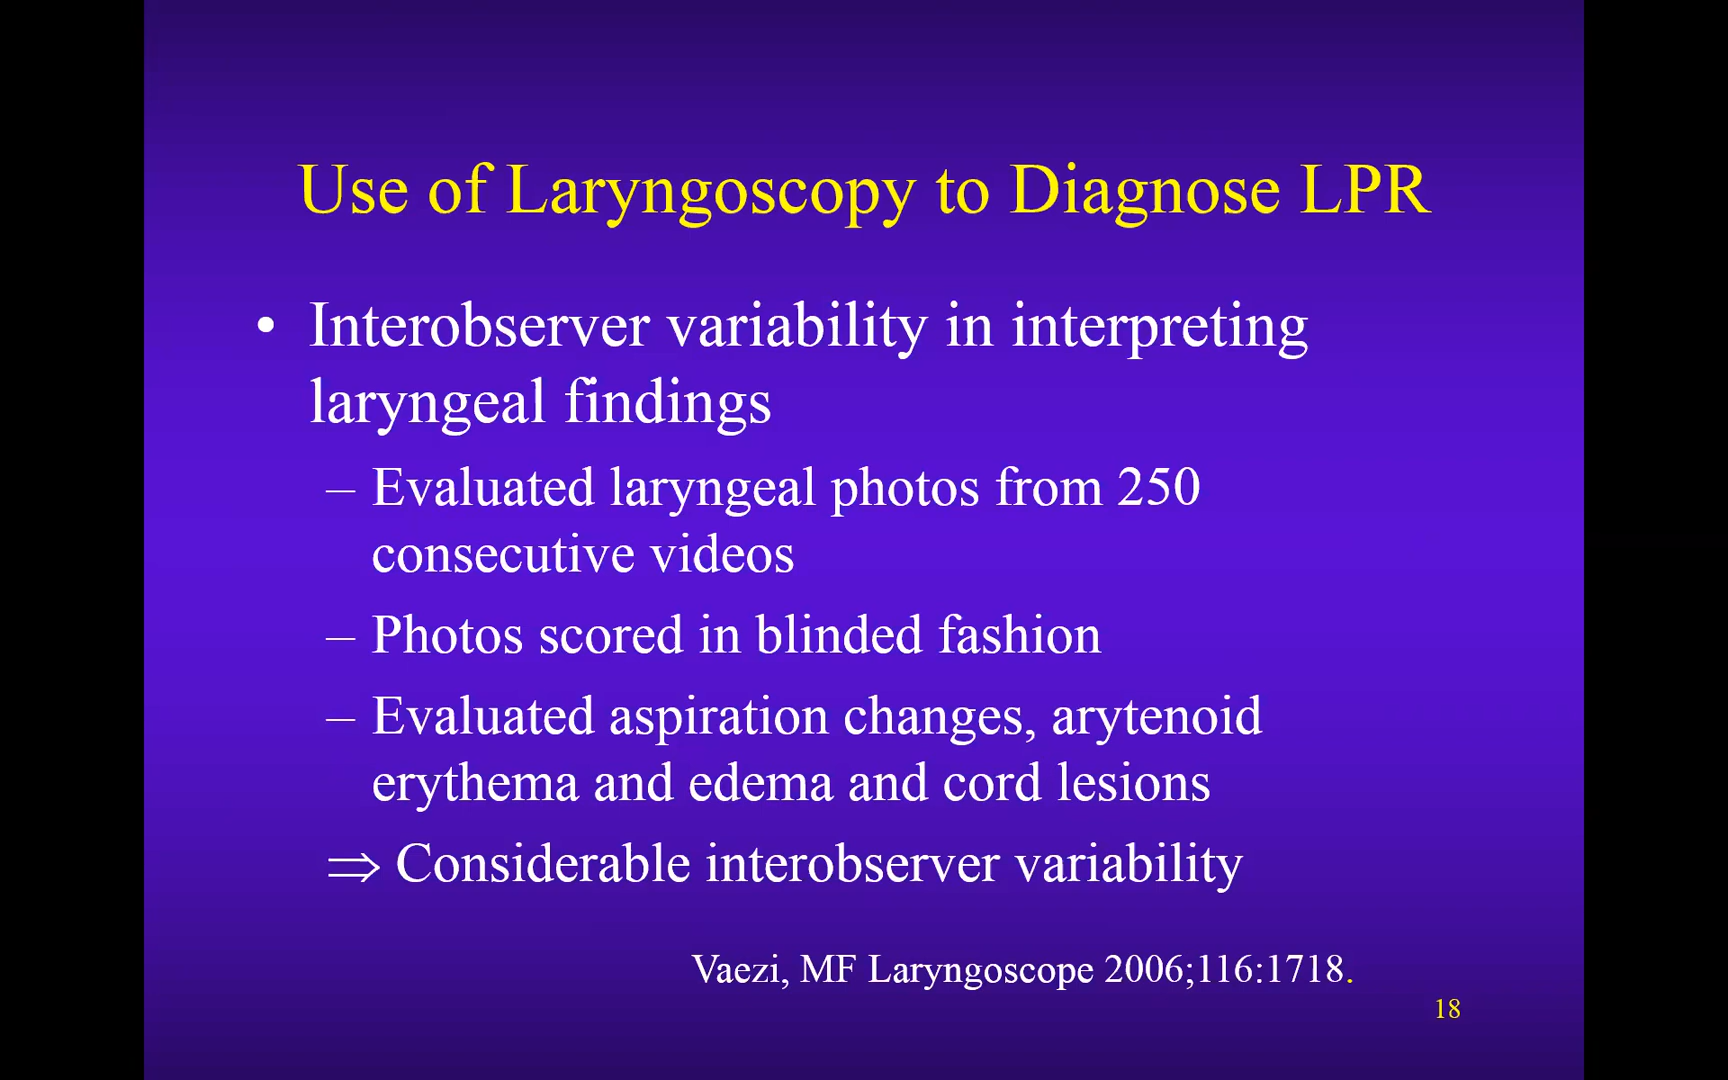 Use of Laryngoscopy to Diagnose LPR
• Interobserver variability in interpreting
laryngeal findings
– Evaluated laryngeal photos from 250
consecutive videos
– Photos scored in blinded fashion
– Evaluated aspiration changes, arytenoid
erythema and edema and cord lesions
⇒ Considerable interobserver variability
Vaezi, MF Laryngoscope 2006;116:1718.
18